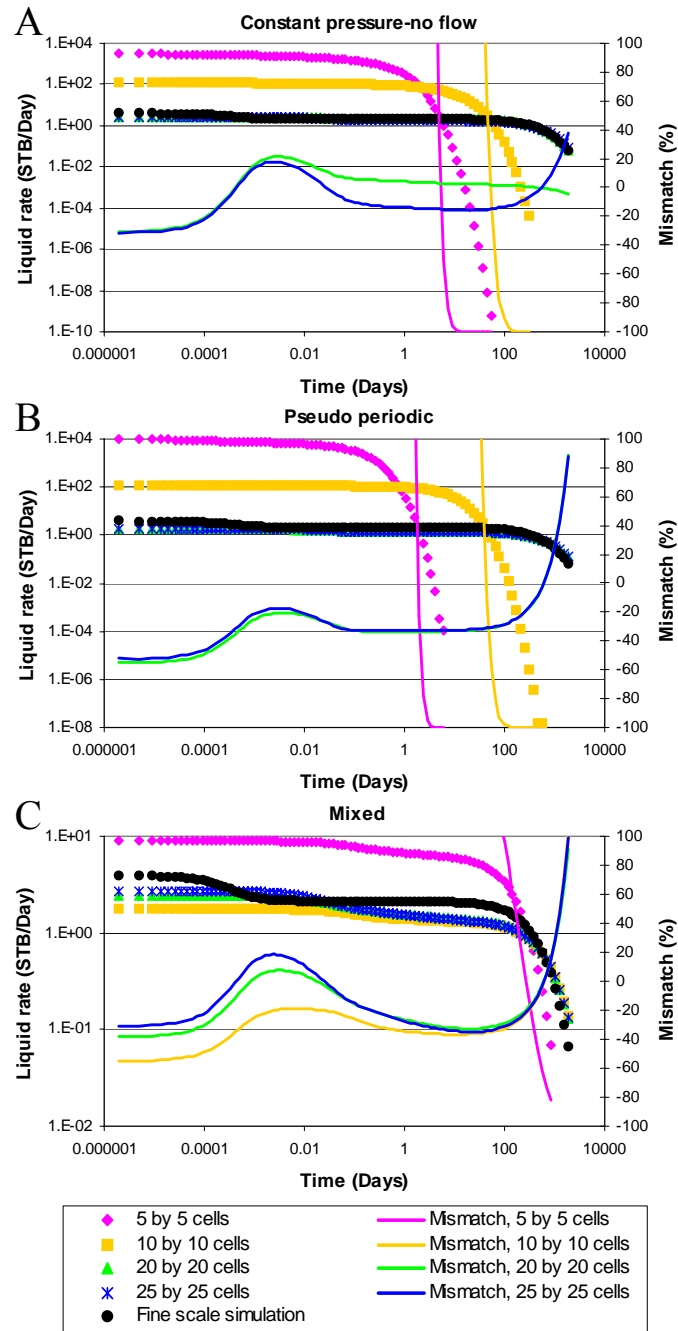 A
Constant pressure-no flow
1.E+04
1.E+02
1.E+00
1.E-02
1.E-04
1.E-06
1.E-08
1.E-10
Liquid rate (STB/Day)
100
80
60
40
20
0
-20
-40
-60
-80
-100
Mismatch (%)
0.000001 0.0001 0.01 1 100 10000
Time (Days)
B
Pseudo periodic
1.E+04
1.E+02
1.E+00
1.E-02
1.E-04
1.E-06
1.E-08
Liquid rate (STB/Day)
100
80
60
40
20
0
-20
-40
-60
-80
-100
Mismatch (%)
0.000001 0.0001 0.01 1 100 10000
Time (Days)
C
Mixed
1.E+01
1.E+00
1.E-01
1.E-02
Liquid rate (STB/Day)
100
80
60
40
20
0
-20
-40
-60
-80
-100
Mismatch (%)
0.000001 0.0001 0.01 1 100 10000
Time (Days)
5 by 5 cells Mismatch, 5 by 5 cells
10 by 10 cells Mismatch, 10 by 10 cells
20 by 20 cells Mismatch, 20 by 20 cells
25 by 25 cells Mismatch, 25 by 25 cells
Fine scale simulation